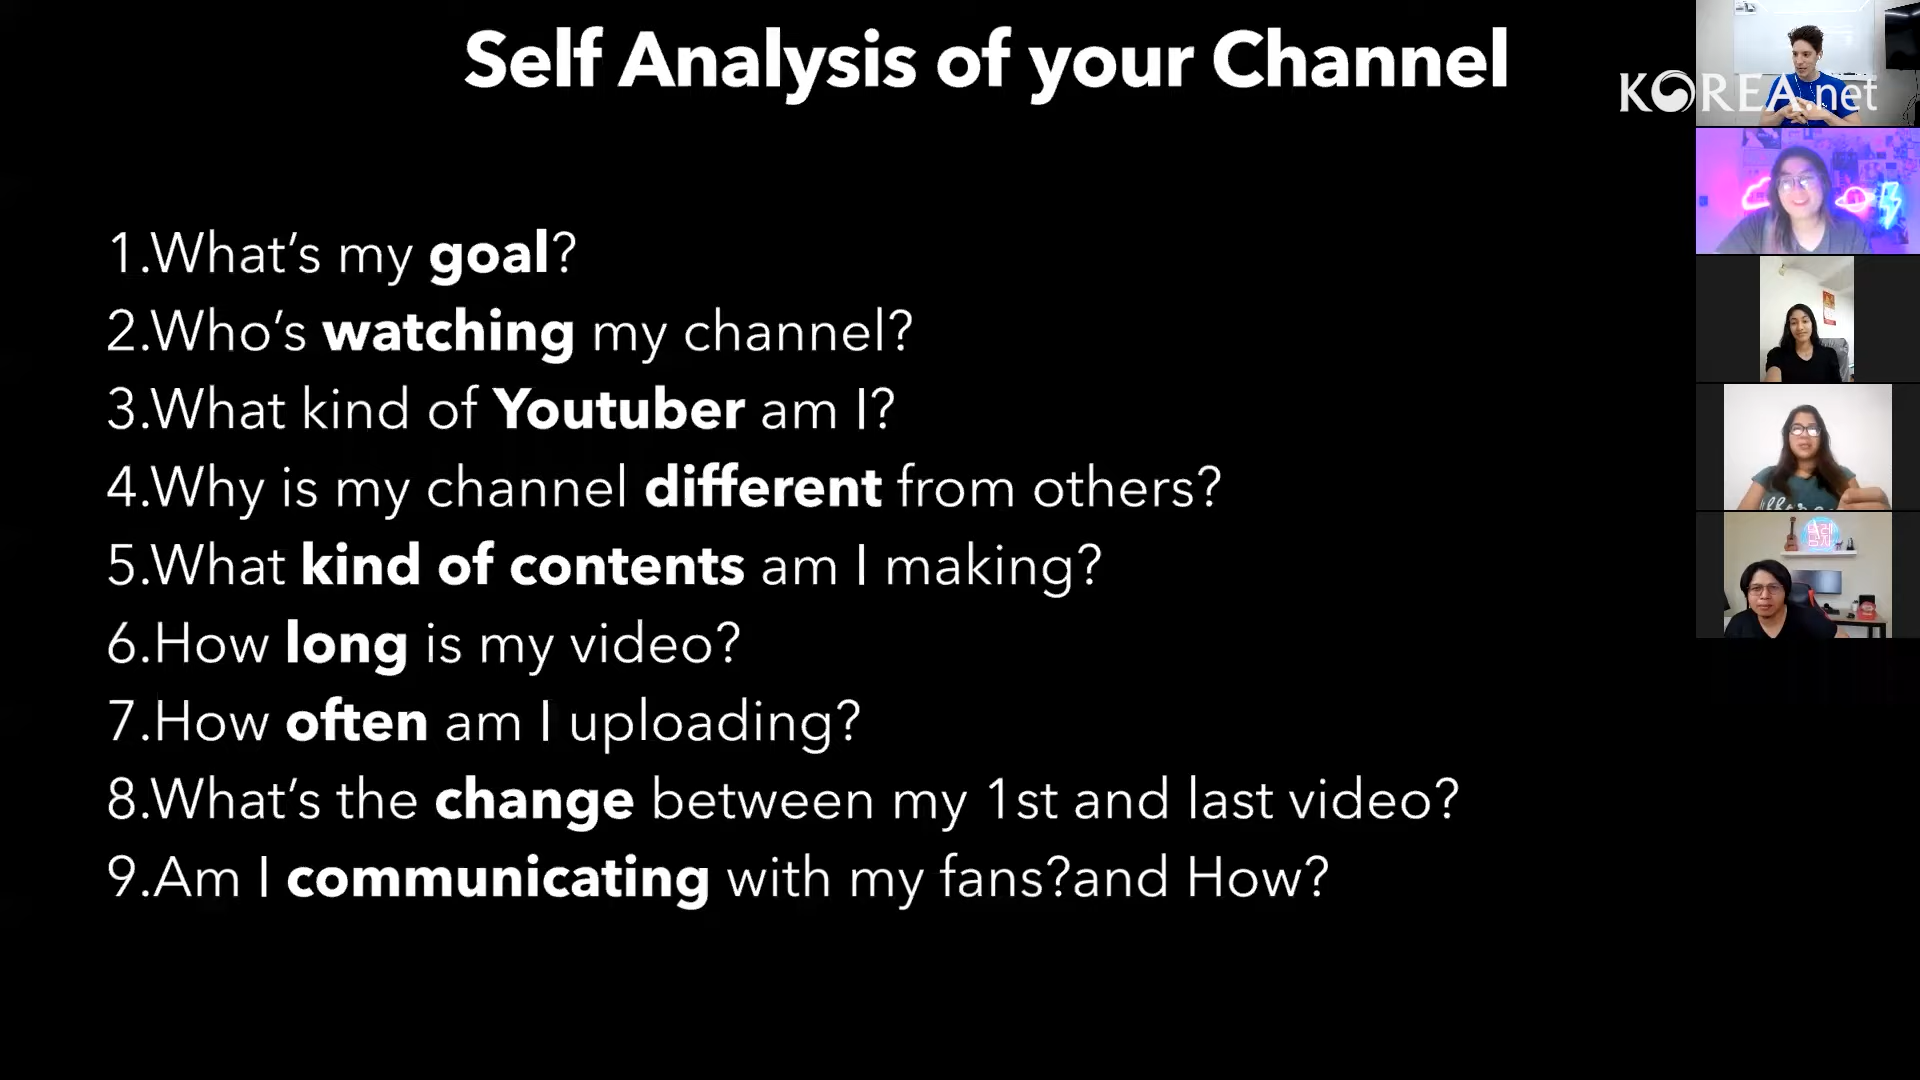 Self Analysis of your Channel
KOREA.net
1.What’s my goal?
2.Who’s watching my channel?
3.What kind of Youtuber am I?
4.Why is my channel different from others?
5.What kind of contents am I making?
6.How long is my video?
7.How often am I uploading?
8.What’s the change between my 1st and last video?
9.Am I communicating with my fans?and How?